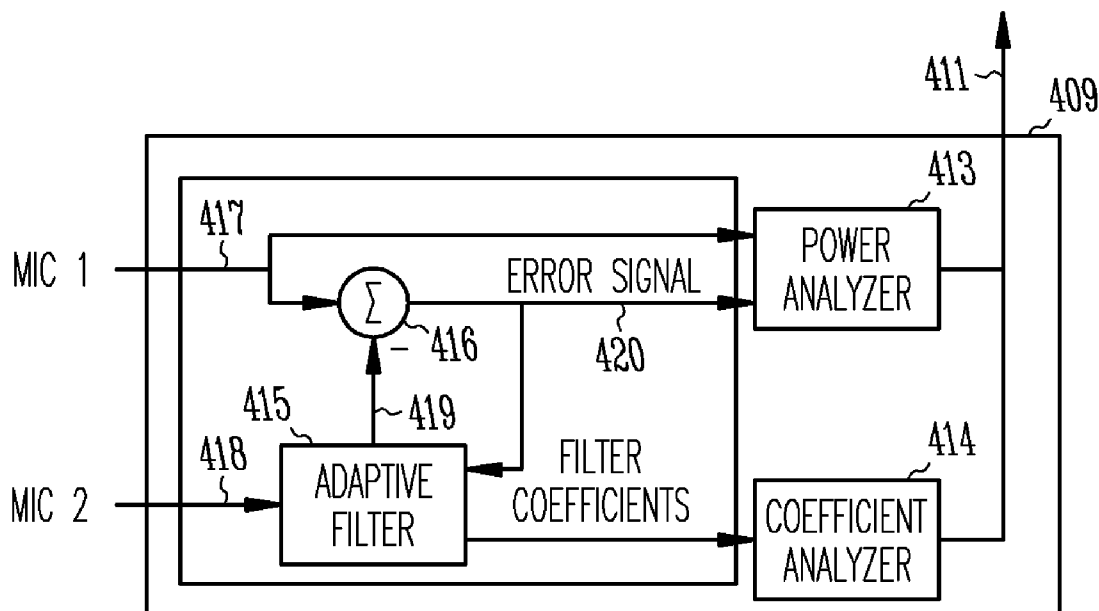 411
409
417
413
MIC 1
POWER
ANALYZER
ERROR SIGNAL
Σ
416
420
−
415
419
418
FILTER
COEFFICIENTS
414
MIC 2
ADAPTIVE
FILTER
COEFFICIENT
ANALYZER